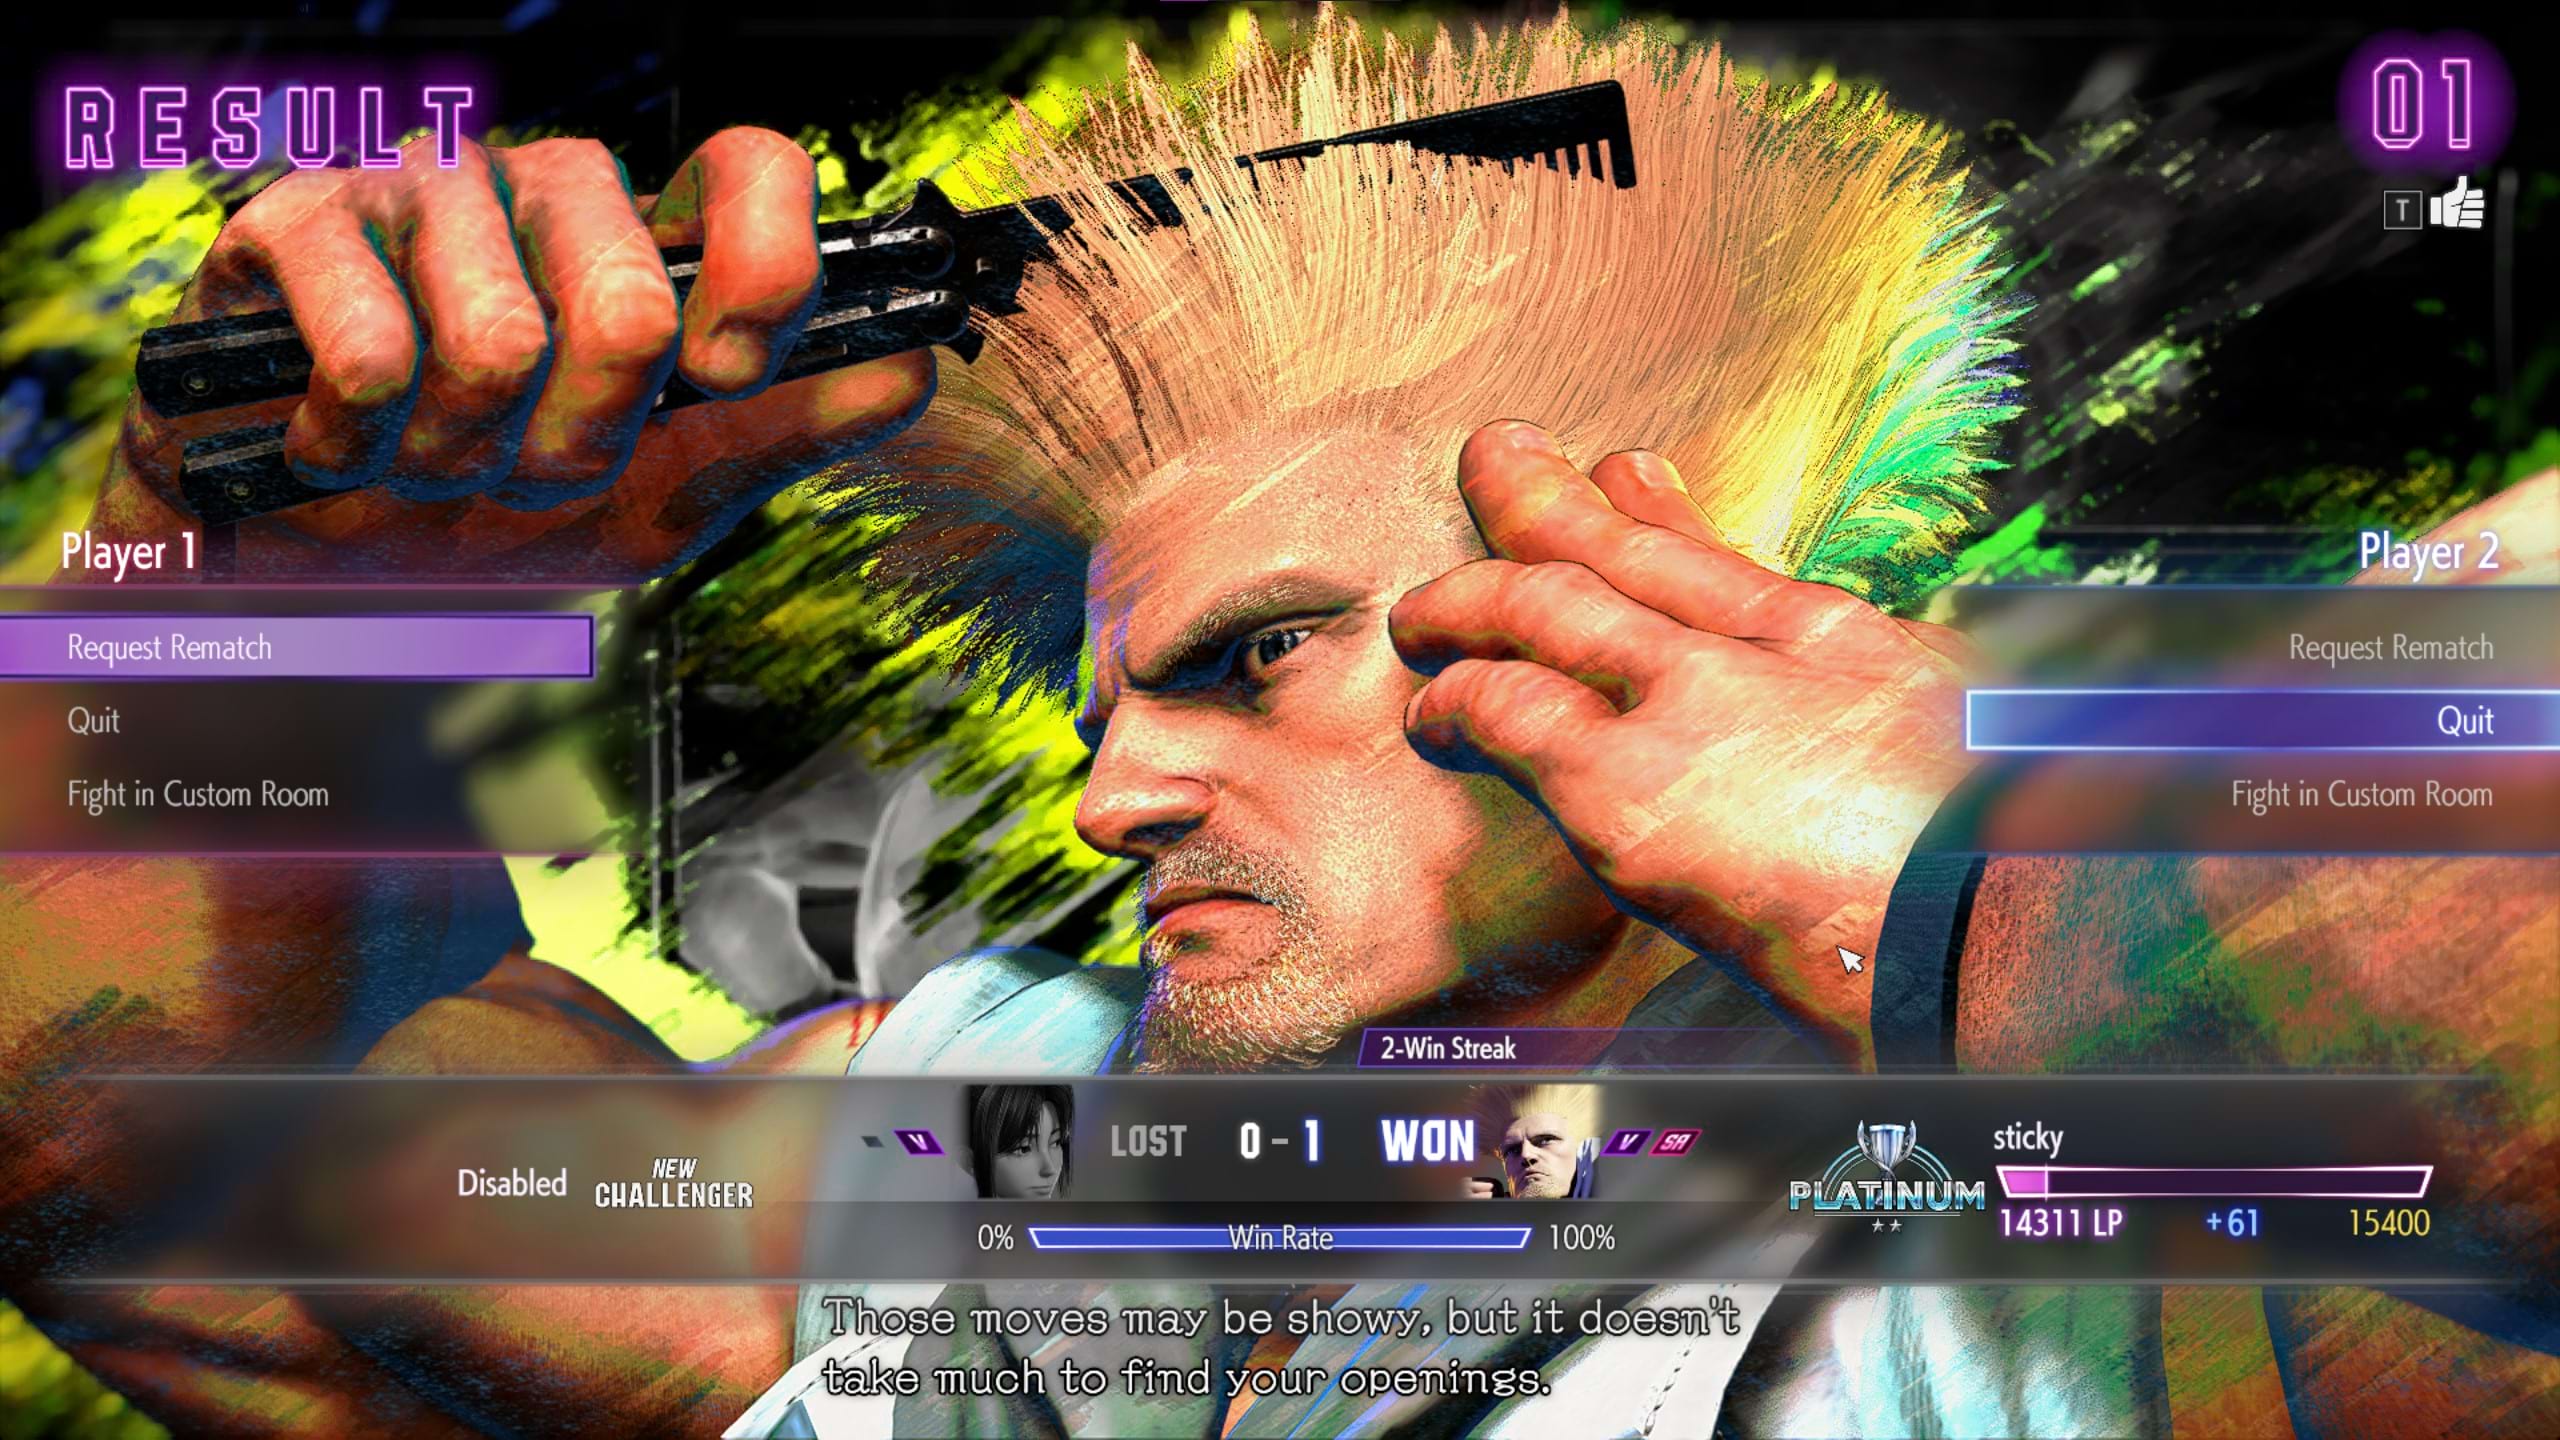 RESULT
01
T
Player 1
Request Rematch
Quit
Fight in Custom Room
Player 2
Request Rematch
Quit
Fight in Custom Room
2-Win Streak
Disabled
NEW
CHALLENGER
V
LOST
0 - 1
WON
V
SA
0%
Win Rate
100%
PLATINUM
sticky
14311 LP
+61
15400
Those moves may be showy, but it doesn't
take much to find your openings.